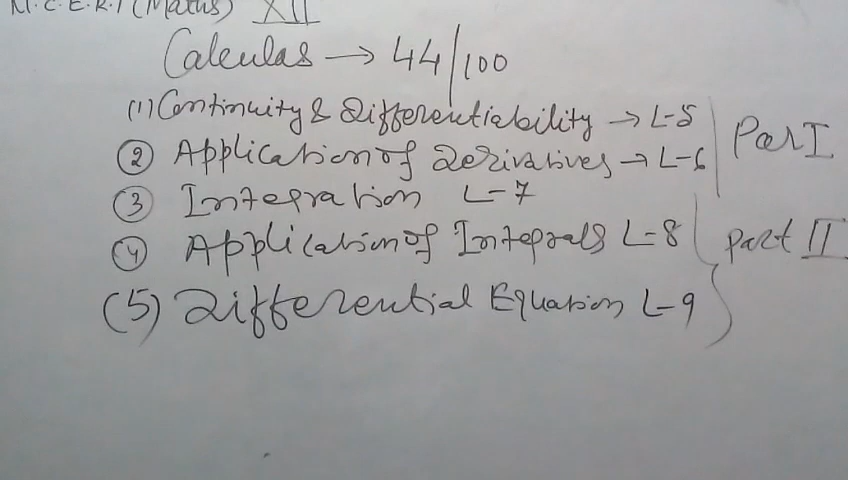 N.C.E.R.T (Maths) XII
Calculas → 44/100
(1) Continuity & Differentiability → L-5
② Application of Derivatives → L-6
Part I
③ Integration L-7
④ Application of Integrals L-8
Part II
(5) Differential Equation L-9